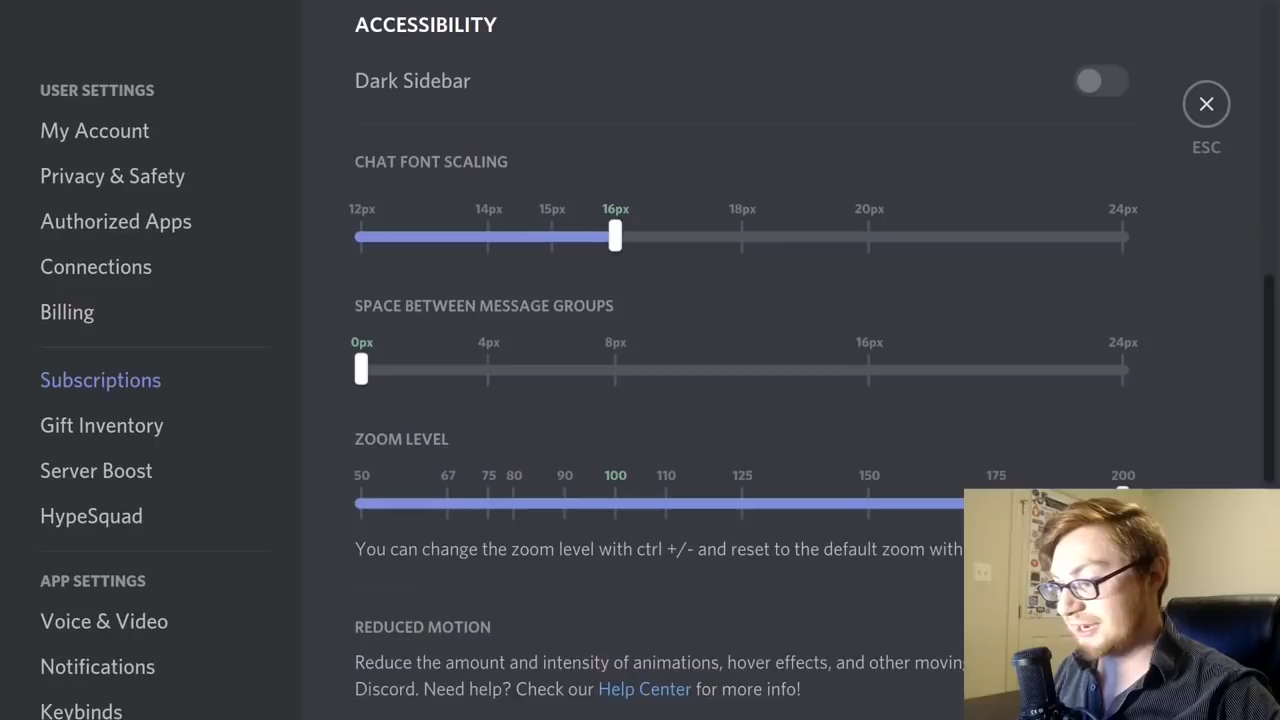 USER SETTINGS
My Account
Privacy & Safety
Authorized Apps
Connections
Billing
Subscriptions
Gift Inventory
Server Boost
HypeSquad
APP SETTINGS
Voice & Video
Notifications
Keybinds
ACCESSIBILITY
Dark Sidebar
CHAT FONT SCALING
12px 14px 15px 16px 18px 20px 24px
SPACE BETWEEN MESSAGE GROUPS
0px 4px 8px 16px 24px
ZOOM LEVEL
50 67 75 80 90 100 110 125 150 175 200
You can change the zoom level with ctrl +/- and reset to the default zoom with
REDUCED MOTION
Reduce the amount and intensity of animations, hover effects, and other movin
Discord. Need help? Check our Help Center for more info!
ESC